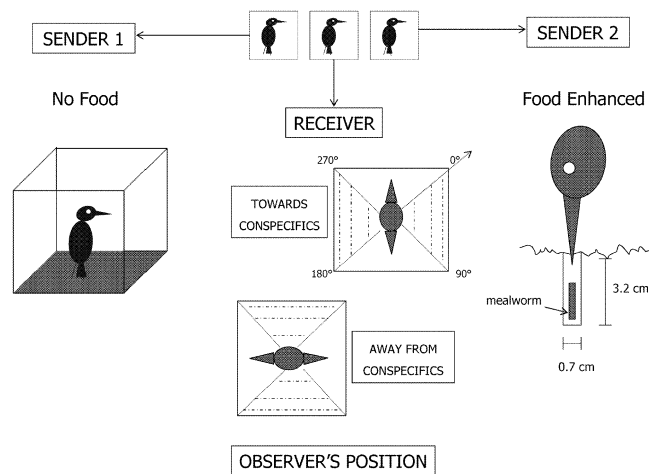 SENDER 1
SENDER 2
No Food
RECEIVER
Food Enhanced
270°
0°
TOWARDS
CONSPECIFICS
180°
90°
mealworm
3.2 cm
0.7 cm
AWAY FROM
CONSPECIFICS
OBSERVER'S POSITION